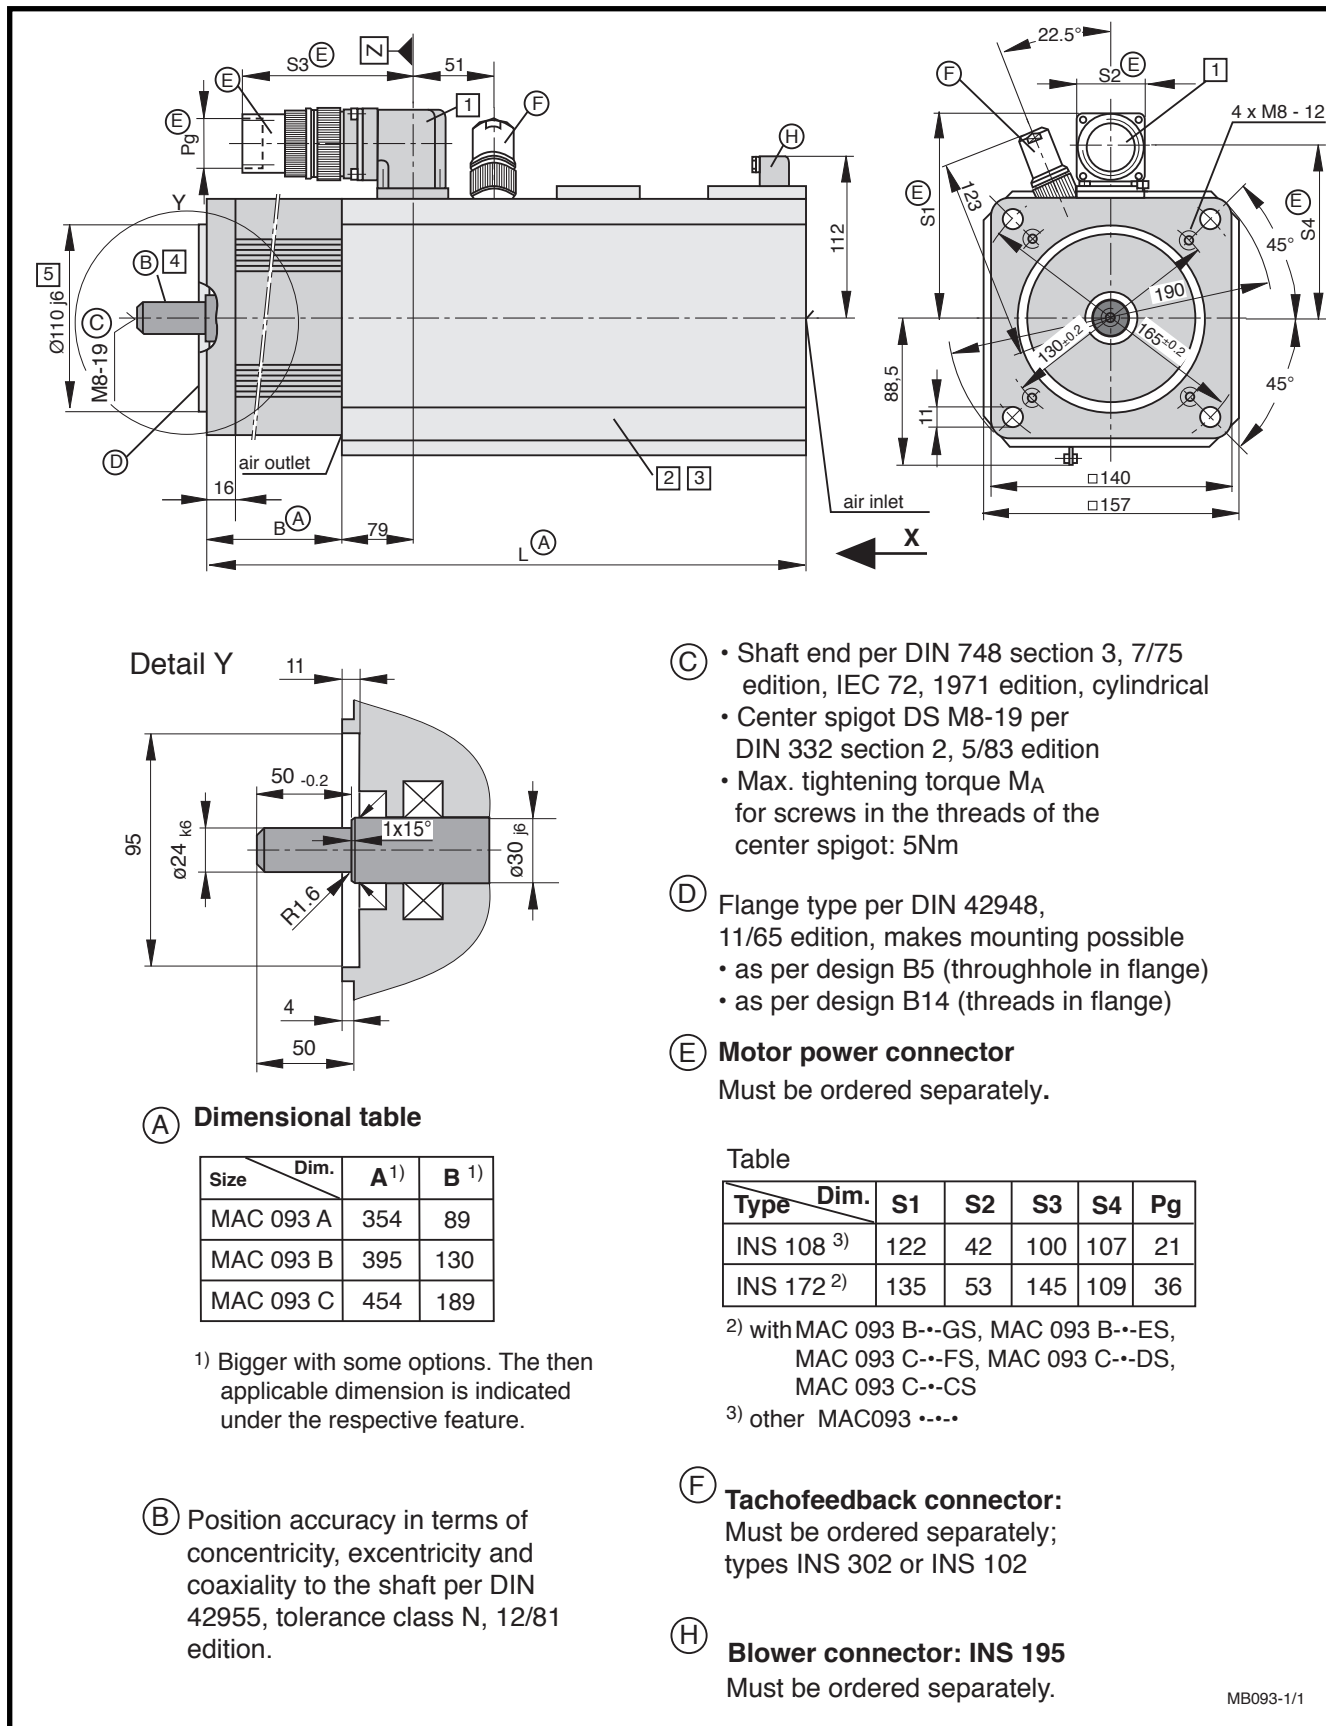 S3 E
Z
51
E
1
F
H
E
Pg
Y
5
Ø110 j6
B 4
C
M8-19
D
air outlet
112
2 3
16
B A
79
L A
air inlet
X
22.5°
S2 E
1
F
4 x M8 - 12
S1 E
123
S4 E
45°
190
130±0.2
165±0.2
88,5
11
45°
□140
□157
Detail Y
11
50 -0.2
1x15°
95
ø24 k6
ø30 j6
R1.6
4
50
C • Shaft end per DIN 748 section 3, 7/75
edition, IEC 72, 1971 edition, cylindrical
• Center spigot DS M8-19 per
DIN 332 section 2, 5/83 edition
• Max. tightening torque MA
for screws in the threads of the
center spigot: 5Nm
D Flange type per DIN 42948,
11/65 edition, makes mounting possible
• as per design B5 (throughhole in flange)
• as per design B14 (threads in flange)
E Motor power connector
Must be ordered separately.
A Dimensional table
Size Dim. A 1) B 1)
MAC 093 A 354 89
MAC 093 B 395 130
MAC 093 C 454 189
1) Bigger with some options. The then
applicable dimension is indicated
under the respective feature.
Table
Type Dim. S1 S2 S3 S4 Pg
INS 108 3) 122 42 100 107 21
INS 172 2) 135 53 145 109 36
2) with MAC 093 B-•-GS, MAC 093 B-•-ES,
MAC 093 C-•-FS, MAC 093 C-•-DS,
MAC 093 C-•-CS
3) other MAC093 •-•-•
B Position accuracy in terms of
concentricity, excentricity and
coaxiality to the shaft per DIN
42955, tolerance class N, 12/81
edition.
F Tachofeedback connector:
Must be ordered separately;
types INS 302 or INS 102
H Blower connector: INS 195
Must be ordered separately.
MB093-1/1